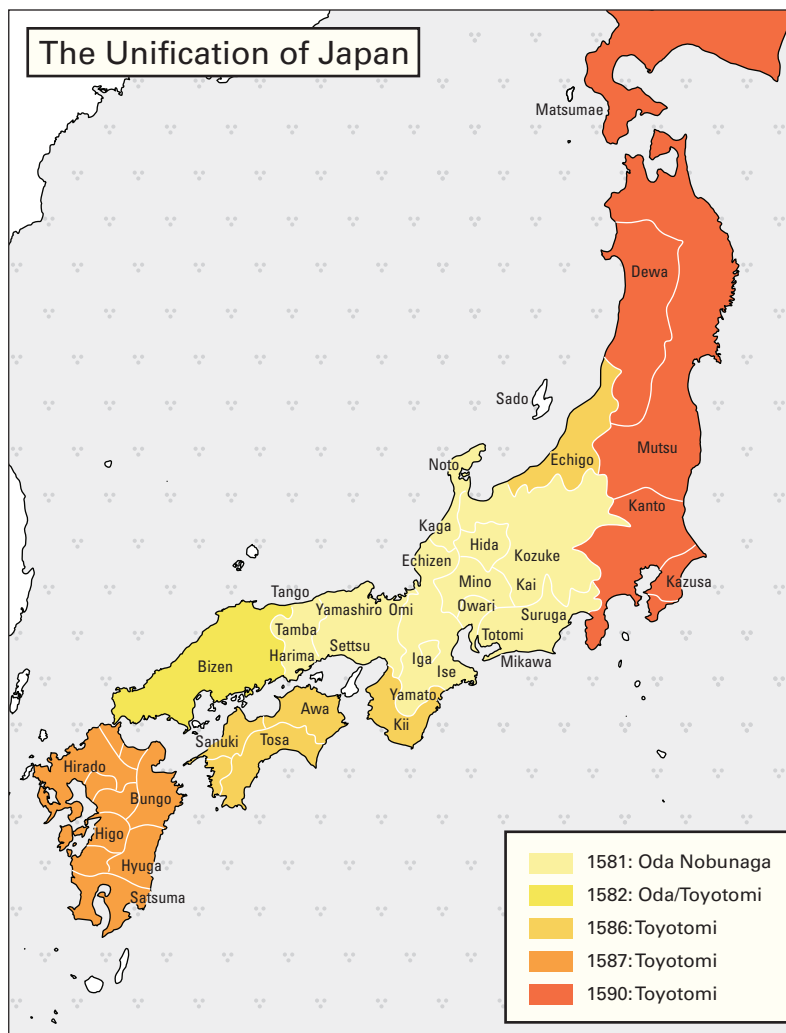 The Unification of Japan
Matsumae
Dewa
Sado
Echigo
Mutsu
Noto
Kanto
Kaga
Hida
Kozuke
Echizen
Mino
Kai
Kazusa
Tango
Yamashiro
Omi
Owari
Suruga
Tamba
Settsu
Totomi
Harima
Mikawa
Bizen
Iga
Ise
Yamato
Awa
Kii
Sanuki
Tosa
Hirado
Bungo
Higo
Hyuga
Satsuma
1581: Oda Nobunaga
1582: Oda/Toyotomi
1586: Toyotomi
1587: Toyotomi
1590: Toyotomi